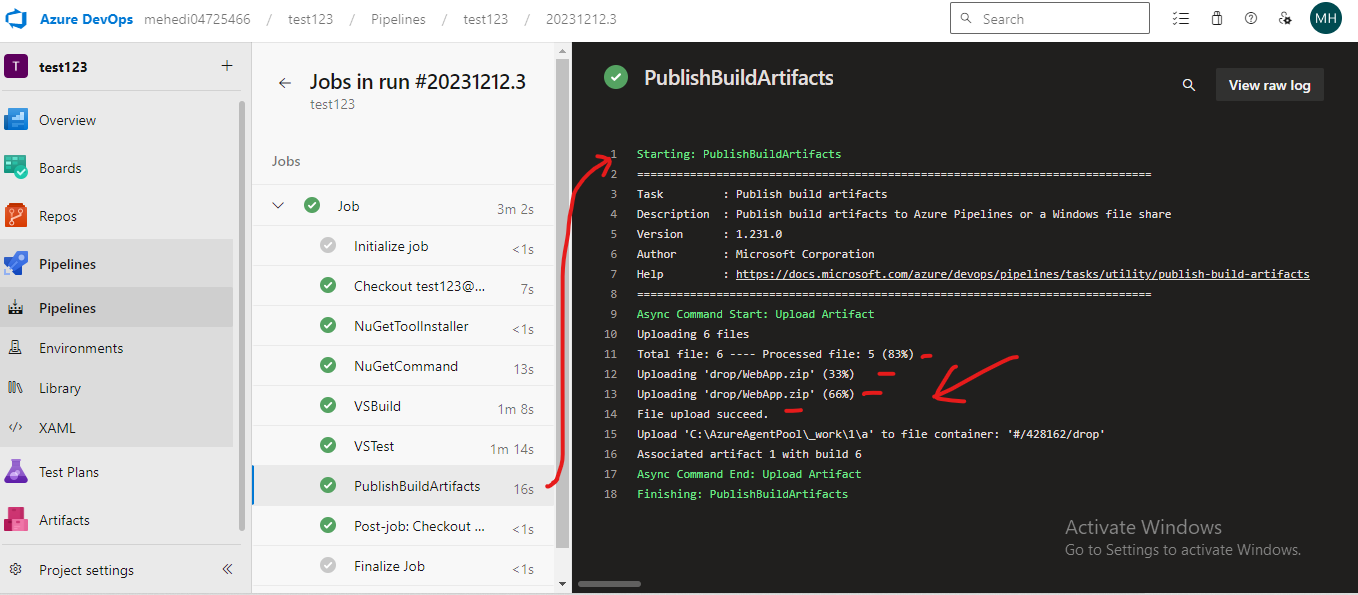 Azure DevOps mehedi04725466 / test123 / Pipelines / test123 / 20231212.3 Search MH
T test123 +
Overview
Boards
Repos
Pipelines
Pipelines
Environments
Library
XAML
Test Plans
Artifacts
Project settings
Jobs in run #20231212.3
test123
Jobs
Job 3m 2s
Initialize job <1s
Checkout test123@... 7s
NuGetToolInstaller <1s
NuGetCommand 13s
VSBuild 1m 8s
VSTest 1m 14s
PublishBuildArtifacts 16s
Post-job: Checkout ... <1s
Finalize Job <1s
PublishBuildArtifacts
View raw log
1 Starting: PublishBuildArtifacts
2 ==============================================================================
3 Task : Publish build artifacts
4 Description : Publish build artifacts to Azure Pipelines or a Windows file share
5 Version : 1.231.0
6 Author : Microsoft Corporation
7 Help : https://docs.microsoft.com/azure/devops/pipelines/tasks/utility/publish-build-artifacts
8 ==============================================================================
9 Async Command Start: Upload Artifact
10 Uploading 6 files
11 Total file: 6 ---- Processed file: 5 (83%)
12 Uploading 'drop/WebApp.zip' (33%)
13 Uploading 'drop/WebApp.zip' (66%)
14 File upload succeed.
15 Upload 'C:\AzureAgentPool\_work\1\a' to file container: '#/428162/drop'
16 Associated artifact 1 with build 6
17 Async Command End: Upload Artifact
18 Finishing: PublishBuildArtifacts
Activate Windows
Go to Settings to activate Windows.